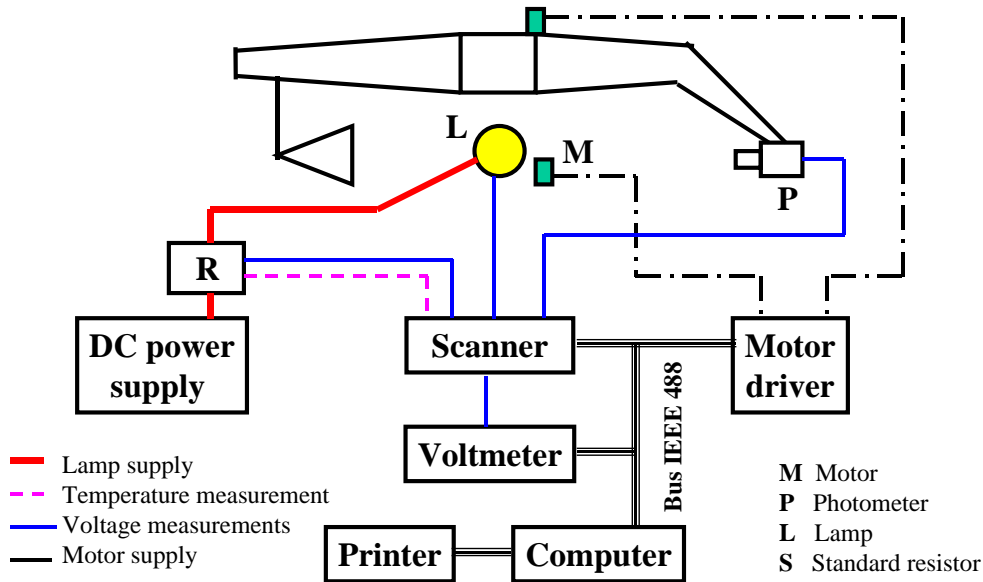 L
M
P
R
DC power
supply
Scanner
Motor
driver
Bus IEEE 488
Voltmeter
Printer
Computer
Lamp supply
Temperature measurement
Voltage measurements
Motor supply
M Motor
P Photometer
L Lamp
S Standard resistor